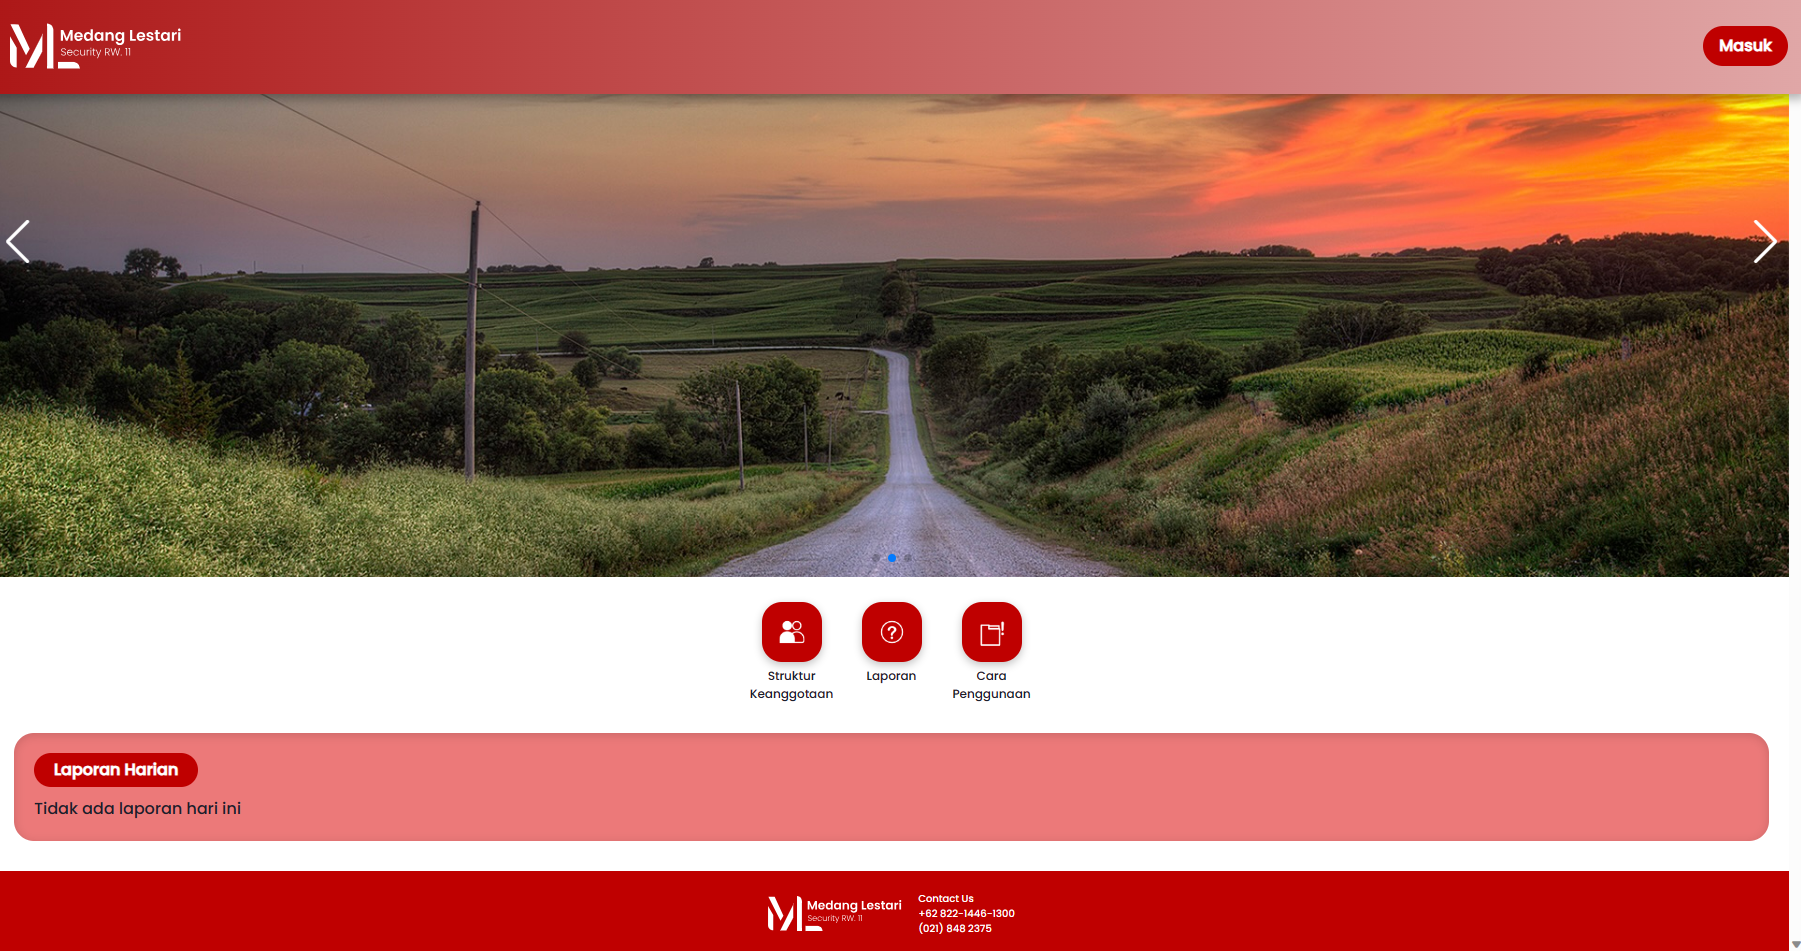 Medang Lestari
Security RW. 11
Masuk
Struktur
Keanggotaan
Laporan
Cara
Penggunaan
Laporan Harian
Tidak ada laporan hari ini
Medang Lestari
Security RW. 11
Contact Us
+62 822-1446-1300
(021) 848 2375